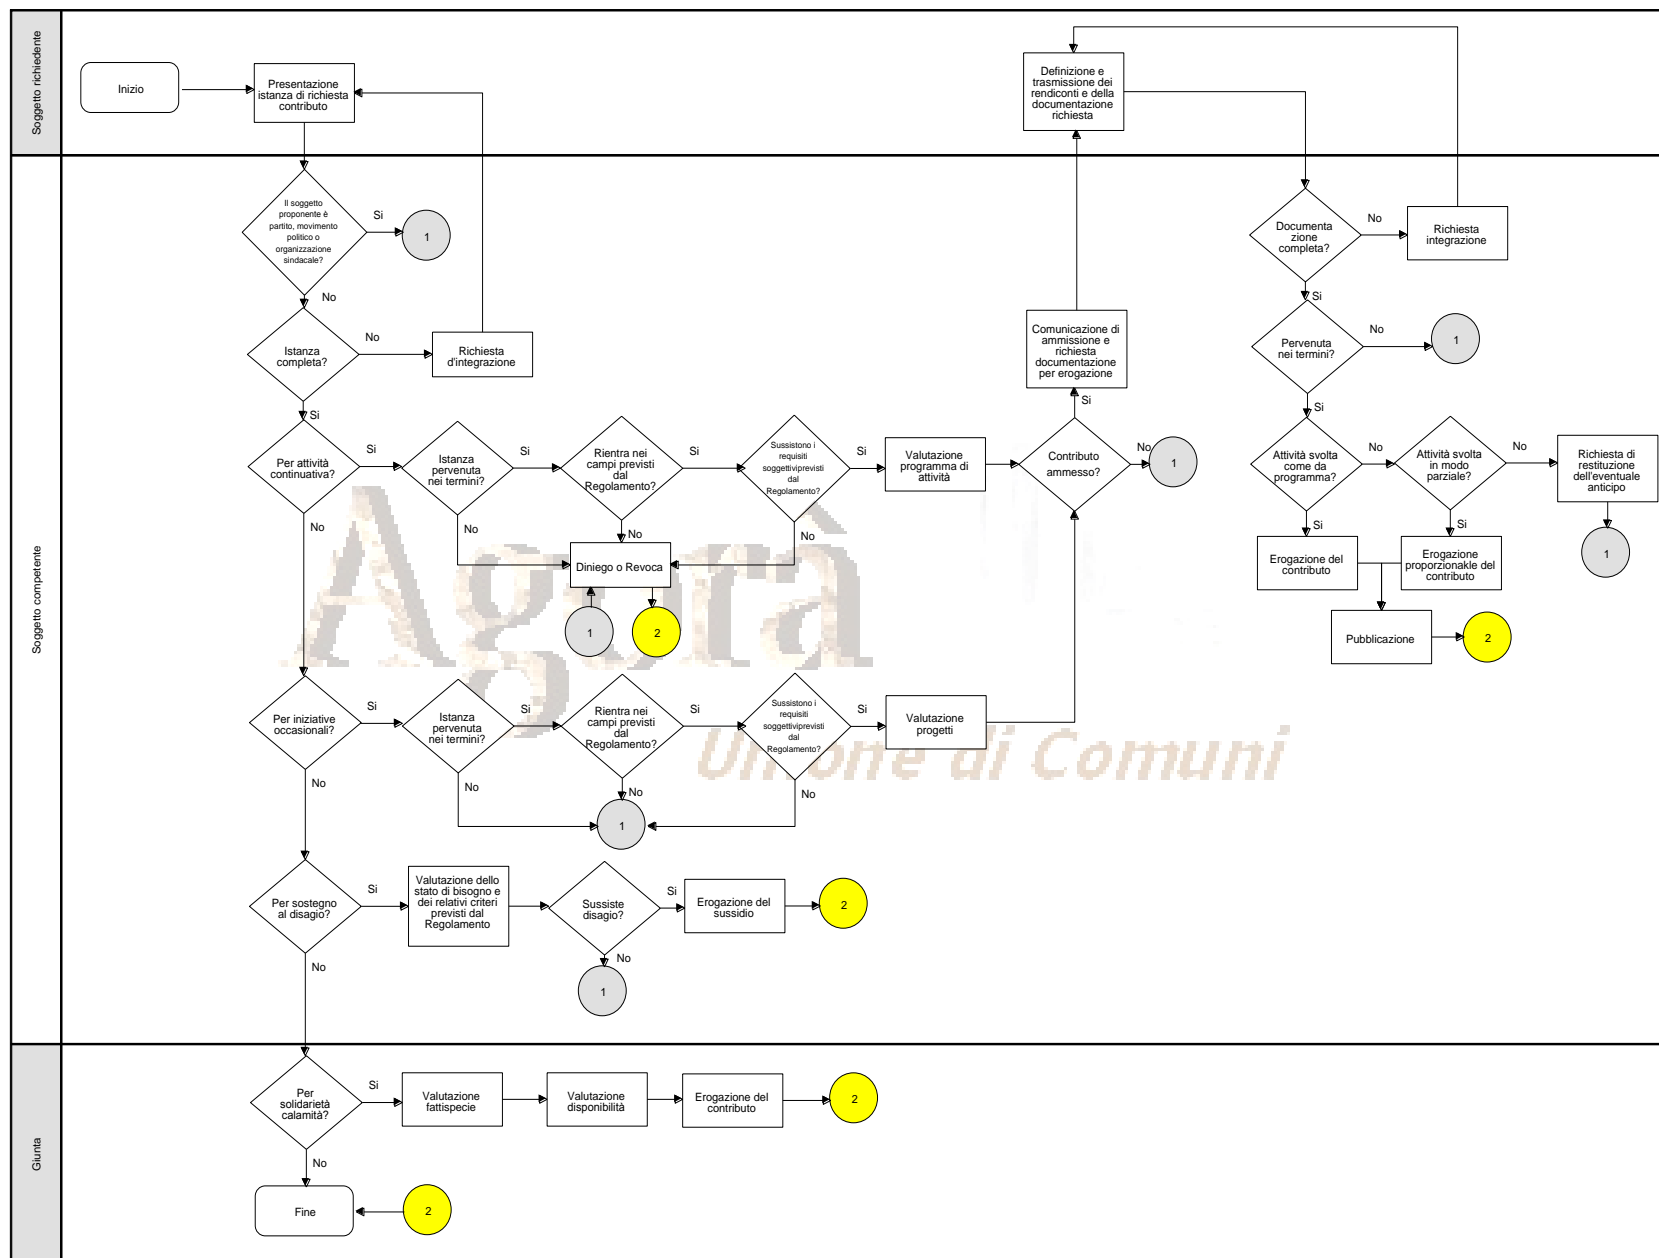 Soggetto richiedente
Inizio
Presentazione
istanza di richiesta
contributo
Definizione e
trasmissione dei
rendiconti e della
documentazione
richiesta
Soggetto competente
Il soggetto
proponente è
partito, movimento
politico o
organizzazione
sindacale?
Si
1
No
Istanza
completa?
No
Richiesta
d'integrazione
Si
Comunicazione di
ammissione e
richiesta
documentazione
per erogazione
Si
Documenta
zione
completa?
No
Richiesta
integrazione
Si
Pervenuta
nei termini?
No
1
Si
Per attività
continuativa?
Si
Istanza
pervenuta
nei termini?
Si
Rientra nei
campi previsti
dal
Regolamento?
Si
Sussistono i
requisiti
soggettiviprevisti
dal
Regolamento?
Si
Valutazione
programma di
attività
Contributo
ammesso?
No
1
Attività svolta
come da
programma?
No
Attività svolta
in modo
parziale?
No
Richiesta di
restituzione
dell'eventuale
anticipo
1
No
No
No
No
Diniego o Revoca
1
2
Si
Si
Erogazione del
contributo
Erogazione
proporzionakle del
contributo
Pubblicazione
2
Agorà
Unione di Comuni
Per iniziative
occasionali?
Si
Istanza
pervenuta
nei termini?
Si
Rientra nei
campi previsti
dal
Regolamento?
Si
Sussistono i
requisiti
soggettiviprevisti
dal
Regolamento?
Si
Valutazione
progetti
No
No
No
No
1
Per sostegno
al disagio?
Si
Valutazione dello
stato di bisogno e
dei relativi criteri
previsti dal
Regolamento
Sussiste
disagio?
Si
Erogazione del
sussidio
2
No
No
1
Giunta
Per
solidarietà
calamità?
Si
Valutazione
fattispecie
Valutazione
disponibilità
Erogazione del
contributo
2
No
Fine
2